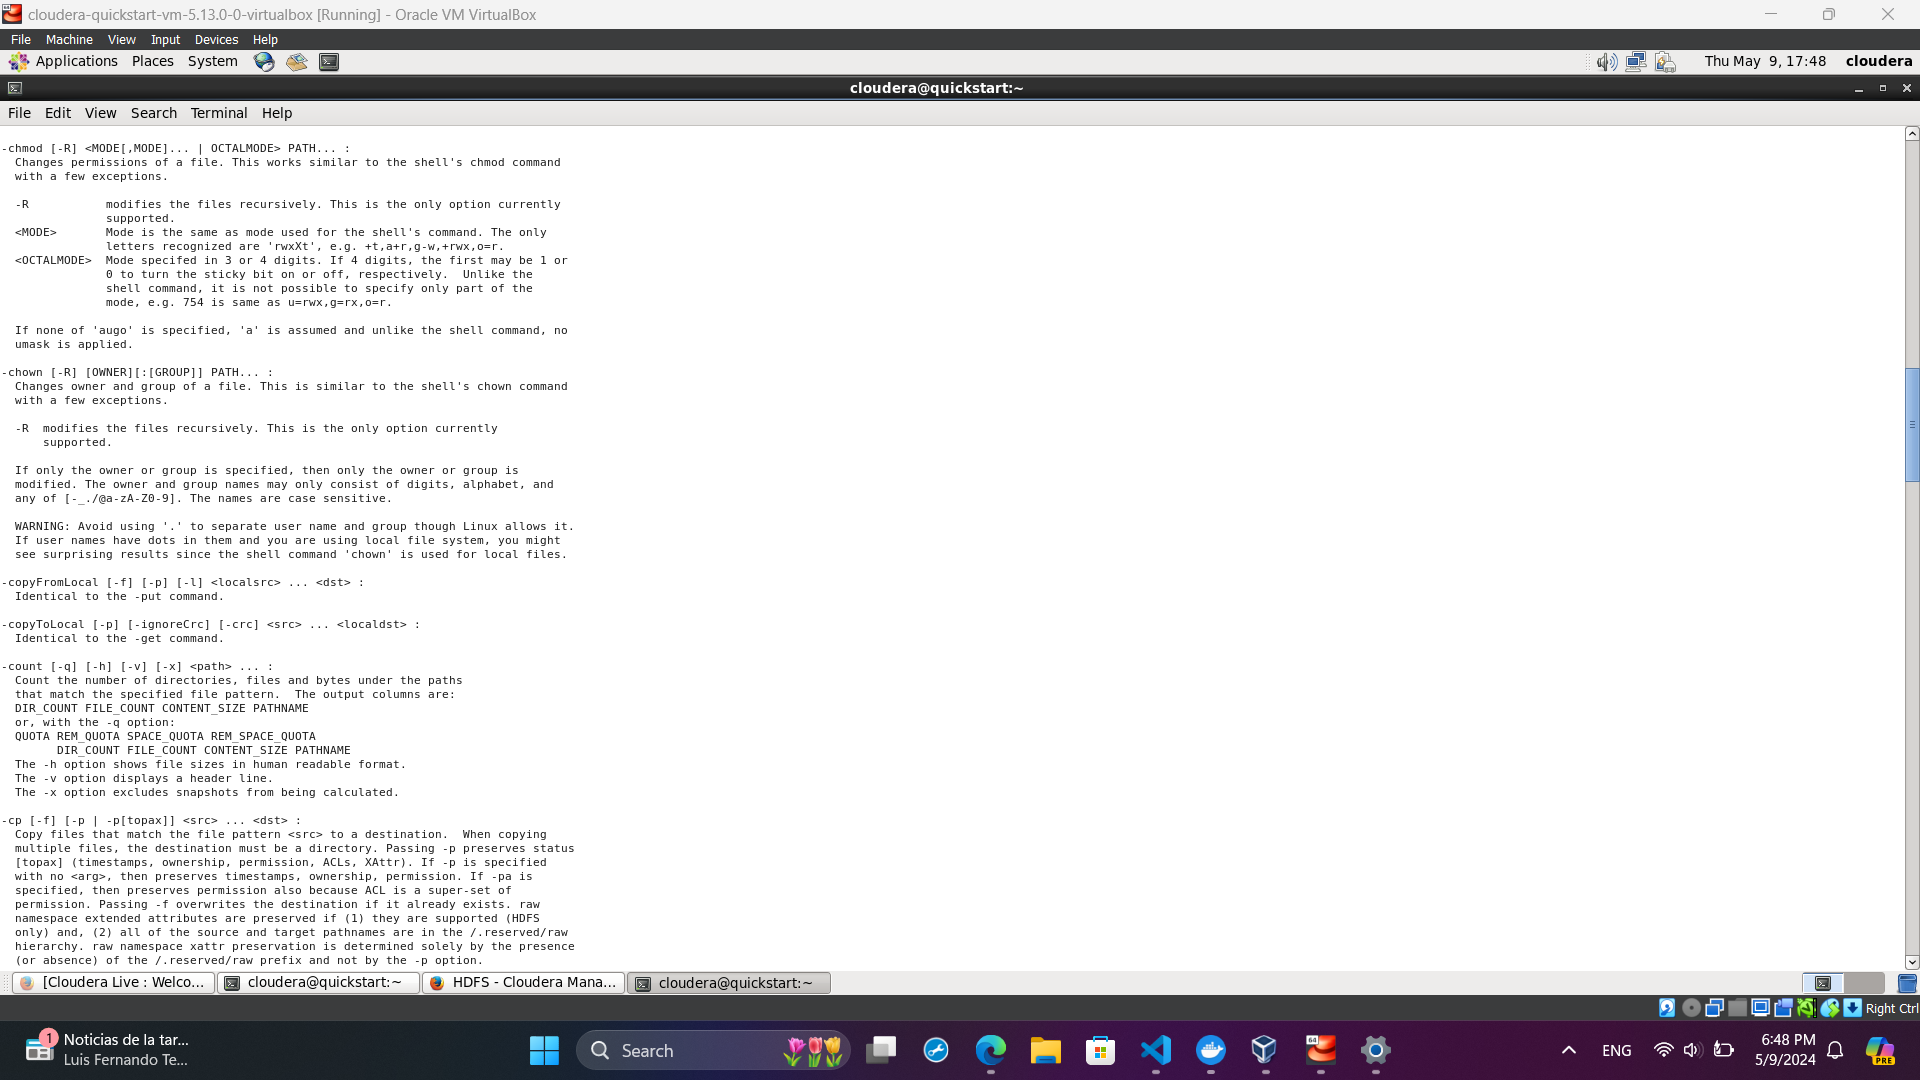 cloudera-quickstart-vm-5.13.0-0-virtualbox [Running] - Oracle VM VirtualBox
File Machine View Input Devices Help
Applications Places System Thu May 9, 17:48 cloudera
cloudera@quickstart:~
File Edit View Search Terminal Help
-chmod [-R] <MODE[,MODE]... | OCTALMODE> PATH... :
Changes permissions of a file. This works similar to the shell's chmod command
with a few exceptions.
-R modifies the files recursively. This is the only option currently
supported.
<MODE> Mode is the same as mode used for the shell's command. The only
letters recognized are 'rwxXt', e.g. +t,a+r,g-w,+rwx,o=r.
<OCTALMODE> Mode specifed in 3 or 4 digits. If 4 digits, the first may be 1 or
0 to turn the sticky bit on or off, respectively. Unlike the
shell command, it is not possible to specify only part of the
mode, e.g. 754 is same as u=rwx,g=rx,o=r.
If none of 'augo' is specified, 'a' is assumed and unlike the shell command, no
umask is applied.
-chown [-R] [OWNER][:[GROUP]] PATH... :
Changes owner and group of a file. This is similar to the shell's chown command
with a few exceptions.
-R modifies the files recursively. This is the only option currently
supported.
If only the owner or group is specified, then only the owner or group is
modified. The owner and group names may only consist of digits, alphabet, and
any of [-_./@a-zA-Z0-9]. The names are case sensitive.
WARNING: Avoid using '.' to separate user name and group though Linux allows it.
If user names have dots in them and you are using local file system, you might
see surprising results since the shell command 'chown' is used for local files.
-copyFromLocal [-f] [-p] [-l] <localsrc> ... <dst> :
Identical to the -put command.
-copyToLocal [-p] [-ignoreCrc] [-crc] <src> ... <localdst> :
Identical to the -get command.
-count [-q] [-h] [-v] [-x] <path> ... :
Count the number of directories, files and bytes under the paths
that match the specified file pattern. The output columns are:
DIR_COUNT FILE_COUNT CONTENT_SIZE PATHNAME
or, with the -q option:
QUOTA REM_QUOTA SPACE_QUOTA REM_SPACE_QUOTA
DIR_COUNT FILE_COUNT CONTENT_SIZE PATHNAME
The -h option shows file sizes in human readable format.
The -v option displays a header line.
The -x option excludes snapshots from being calculated.
-cp [-f] [-p | -p[topax]] <src> ... <dst> :
Copy files that match the file pattern <src> to a destination. When copying
multiple files, the destination must be a directory. Passing -p preserves status
[topax] (timestamps, ownership, permission, ACLs, XAttr). If -p is specified
with no <arg>, then preserves timestamps, ownership, permission. If -pa is
specified, then preserves permission also because ACL is a super-set of
permission. Passing -f overwrites the destination if it already exists. raw
namespace extended attributes are preserved if (1) they are supported (HDFS
only) and, (2) all of the source and target pathnames are in the /.reserved/raw
hierarchy. raw namespace xattr preservation is determined solely by the presence
(or absence) of the /.reserved/raw prefix and not by the -p option.
[Cloudera Live : Welco... cloudera@quickstart:~ HDFS - Cloudera Mana... cloudera@quickstart:~
Right Ctrl
1 Noticias de la tar...
Luis Fernando Te...
Search
64
ENG
6:48 PM
5/9/2024
PRE